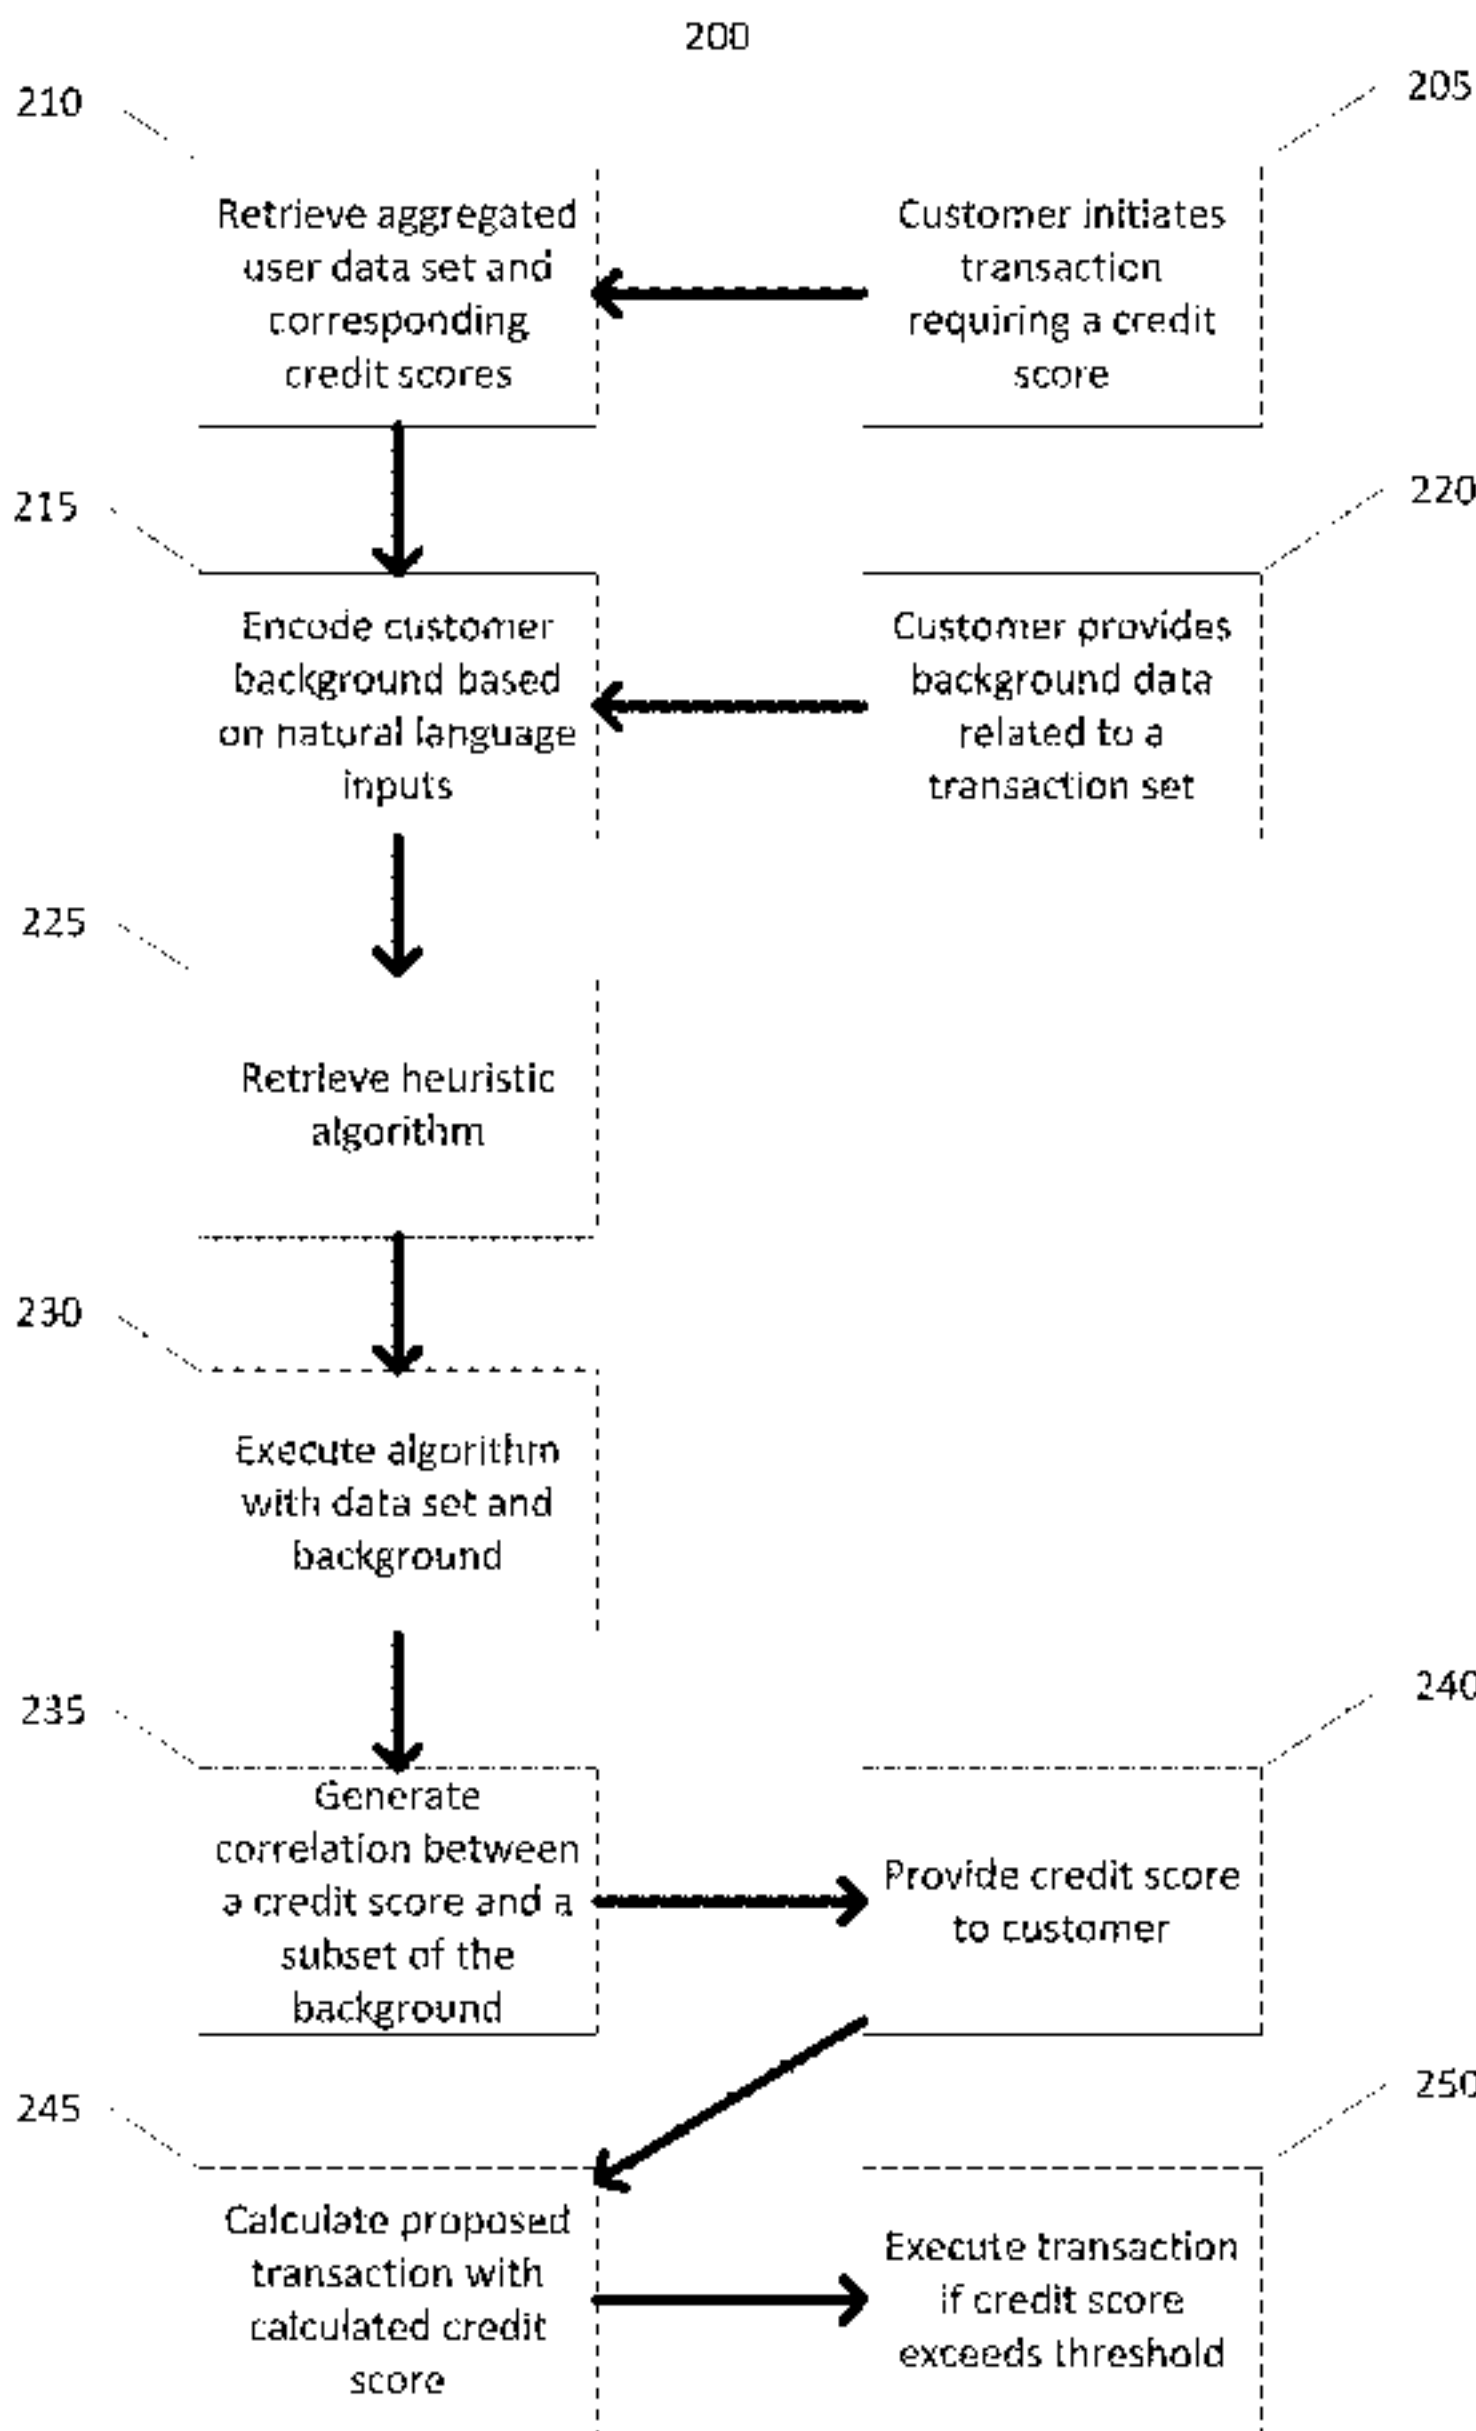 200
210
205
Retrieve aggregated
user data set and
corresponding
credit scores
Customer initiates
transaction
requiring a credit
score
215
220
Encode customer
background based
on natural language
inputs
Customer provides
background data
related to a
transaction set
225
Retrieve heuristic
algorithm
230
Execute algorithm
with data set and
background
235
240
Generate
correlation between
a credit score and a
subset of the
background
Provide credit score
to customer
245
250
Calculate proposed
transaction with
calculated credit
score
Execute transaction
if credit score
exceeds threshold